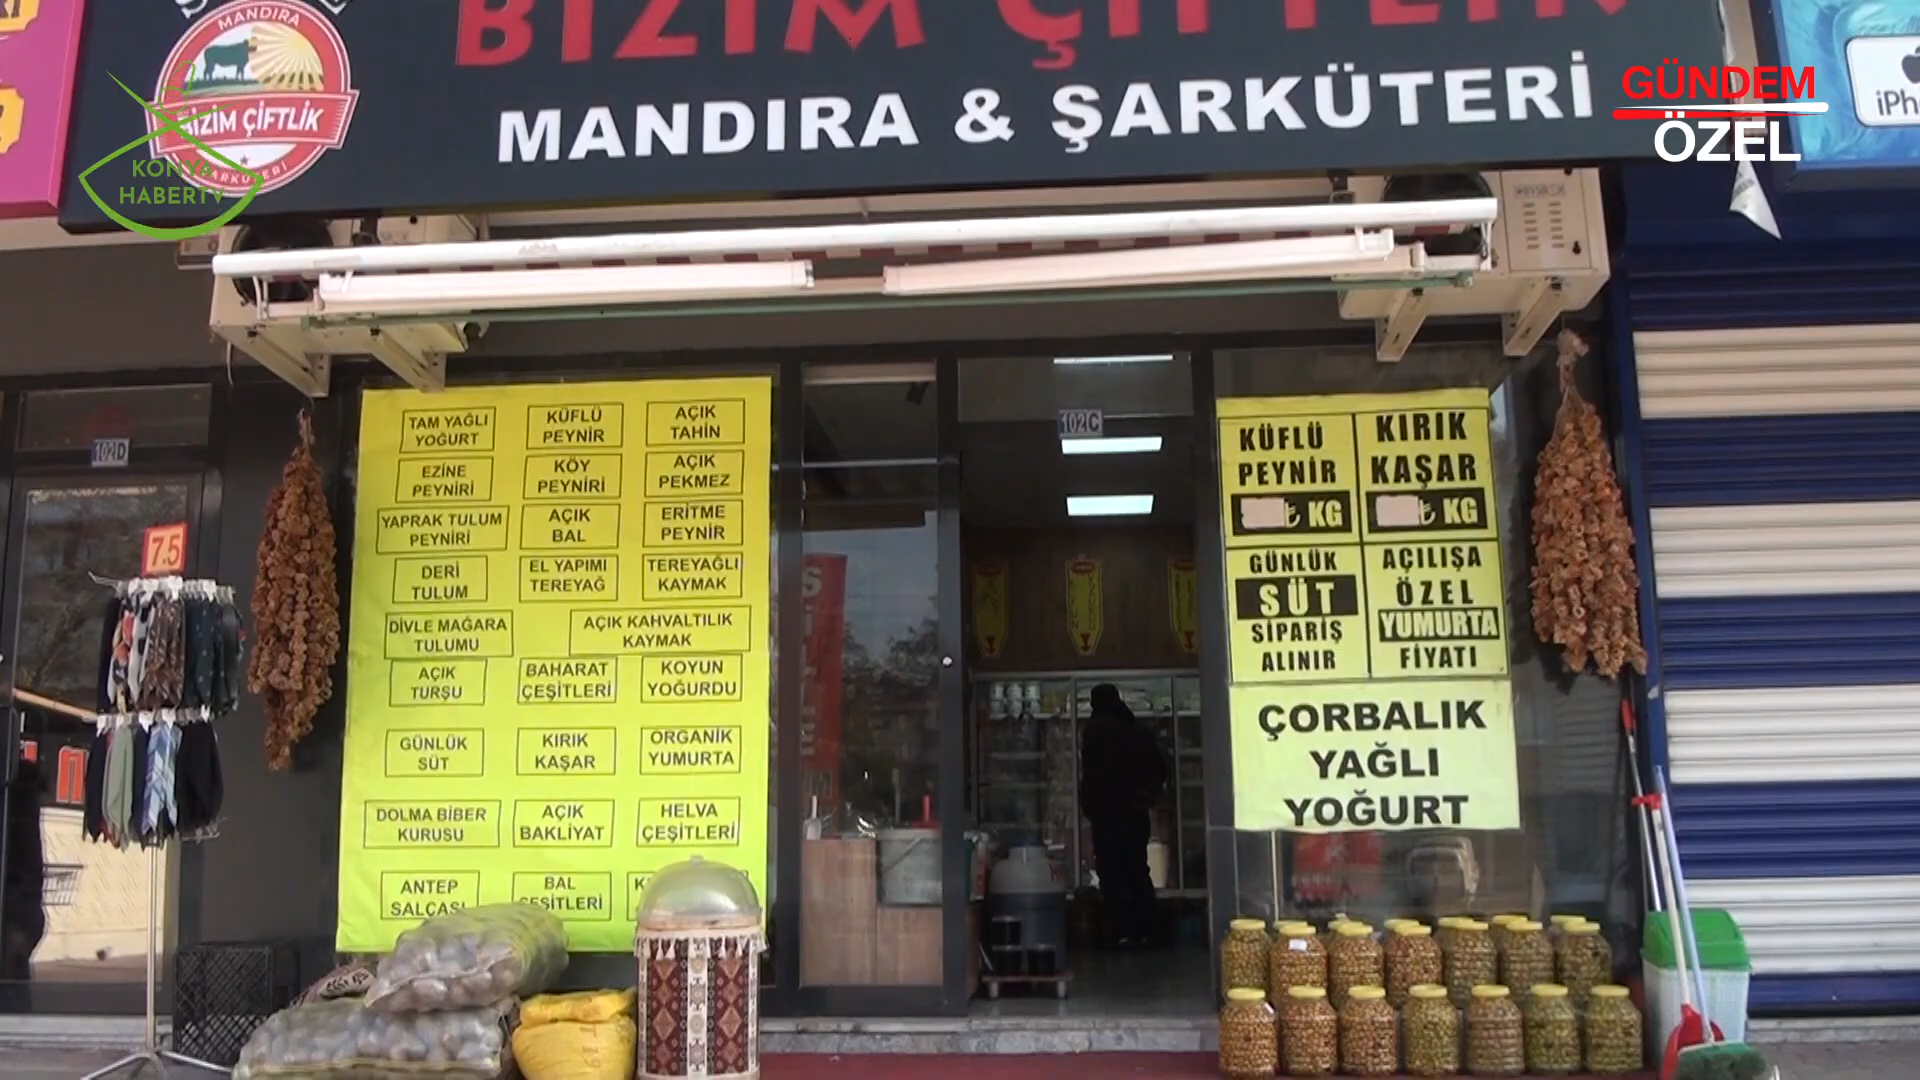 BİZİM ÇİFTLİK
MANDIRA & ŞARKÜTERİ
MANDIRA
BİZİM ÇİFTLİK
ŞARKÜTERİ
KONYA
HABERTV
GÜNDEM
ÖZEL
102D
102C
7.5
TAM YAĞLI
YOĞURT
KÜFLÜ
PEYNİR
AÇIK
TAHİN
EZİNE
PEYNİRİ
KÖY
PEYNİRİ
AÇIK
PEKMEZ
YAPRAK TULUM
PEYNİRİ
AÇIK
BAL
ERİTME
PEYNİR
DERİ
TULUM
EL YAPIMI
TEREYAĞ
TEREYAĞLI
KAYMAK
DİVLE MAĞARA
TULUMU
AÇIK KAHVALTILIK
KAYMAK
AÇIK
TURŞU
BAHARAT
ÇEŞİTLERİ
KOYUN
YOĞURDU
GÜNLÜK
SÜT
KIRIK
KAŞAR
ORGANİK
YUMURTA
DOLMA BİBER
KURUSU
AÇIK
BAKLİYAT
HELVA
ÇEŞİTLERİ
ANTEP
SALÇASI
BAL
ÇEŞİTLERİ
KÜFLÜ
PEYNİR
₺ KG
KIRIK
KAŞAR
₺ KG
GÜNLÜK
SÜT
SİPARİŞ
ALINIR
AÇILIŞA
ÖZEL
YUMURTA
FİYATI
ÇORBALIK
YAĞLI
YOĞURT